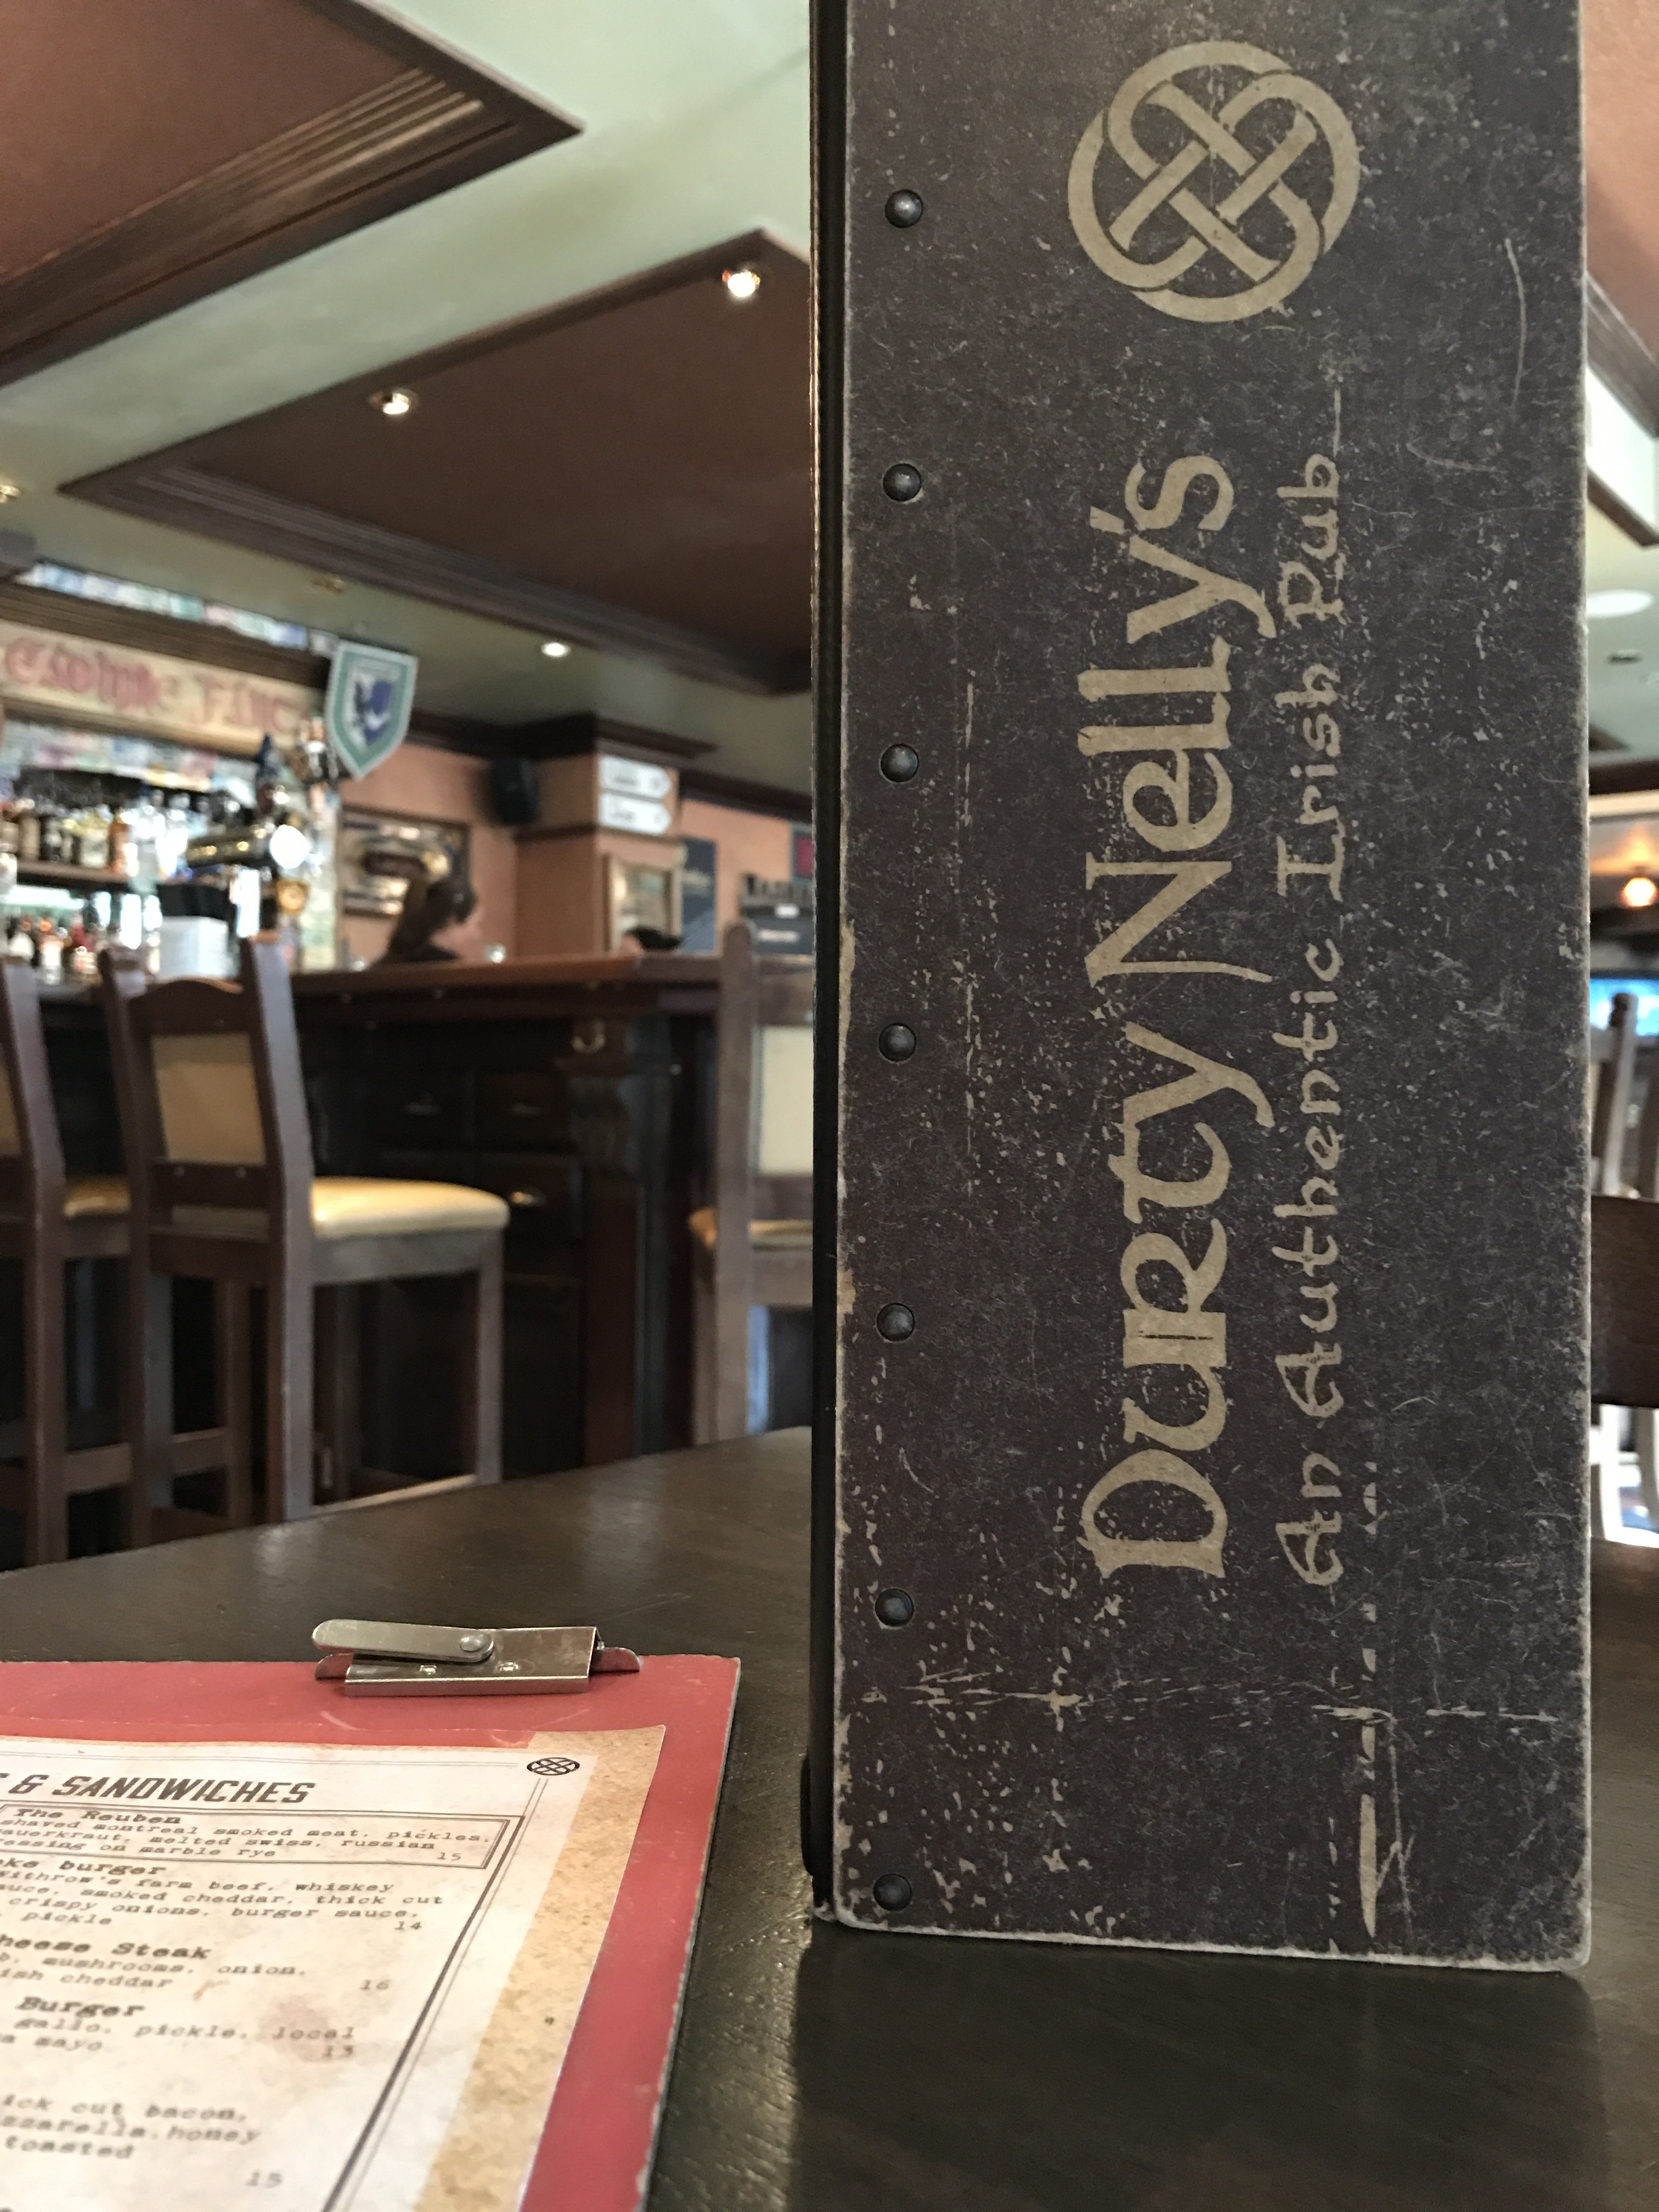 Durty Nelly's
An Authentic Irish Pub
& SANDWICHES
The Reuben
shaved montreal smoked meat, pickles,
sauerkraut, melted swiss, russian
dressing on marble rye 15
burger
withrow's farm beef, whiskey
sauce, smoked cheddar, thick cut
crispy onions, burger sauce,
pickle 14
cheese Steak
mushrooms, onion,
cheddar 16
Burger
gallo, pickle, local
mayo 13
cut bacon,
mozzarella, honey
toasted
15